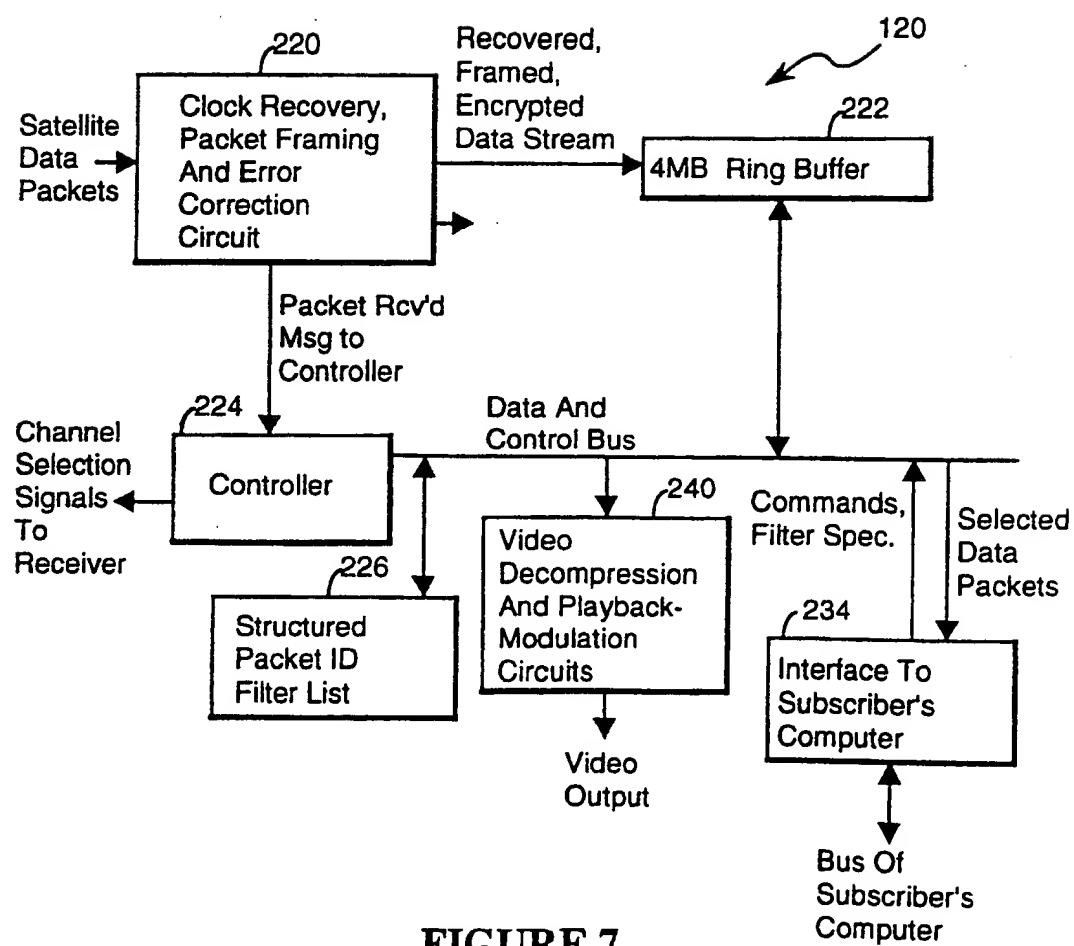 220
Clock Recovery,
Packet Framing
And Error
Correction
Circuit
Satellite
Data
Packets
Recovered,
Framed,
Encrypted
Data Stream
120
222
4MB Ring Buffer
Packet Rcv'd
Msg to
Controller
224
Controller
Channel
Selection
Signals
To
Receiver
Data And
Control Bus
226
Structured
Packet ID
Filter List
240
Video
Decompression
And Playback-
Modulation
Circuits
Video
Output
Commands,
Filter Spec.
Selected
Data
Packets
234
Interface To
Subscriber's
Computer
Bus Of
Subscriber's
Computer
FIGURE 7